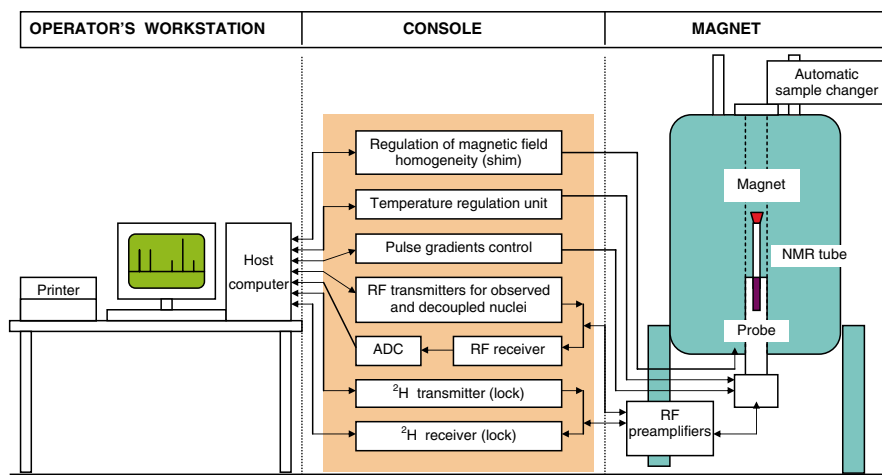 OPERATOR'S WORKSTATION
CONSOLE
MAGNET
Automatic
sample changer
Regulation of magnetic field
homogeneity (shim)
Temperature regulation unit
Pulse gradients control
RF transmitters for observed
and decoupled nuclei
ADC
RF receiver
²H transmitter (lock)
²H receiver (lock)
Printer
Host
computer
Magnet
NMR tube
Probe
RF
preamplifiers